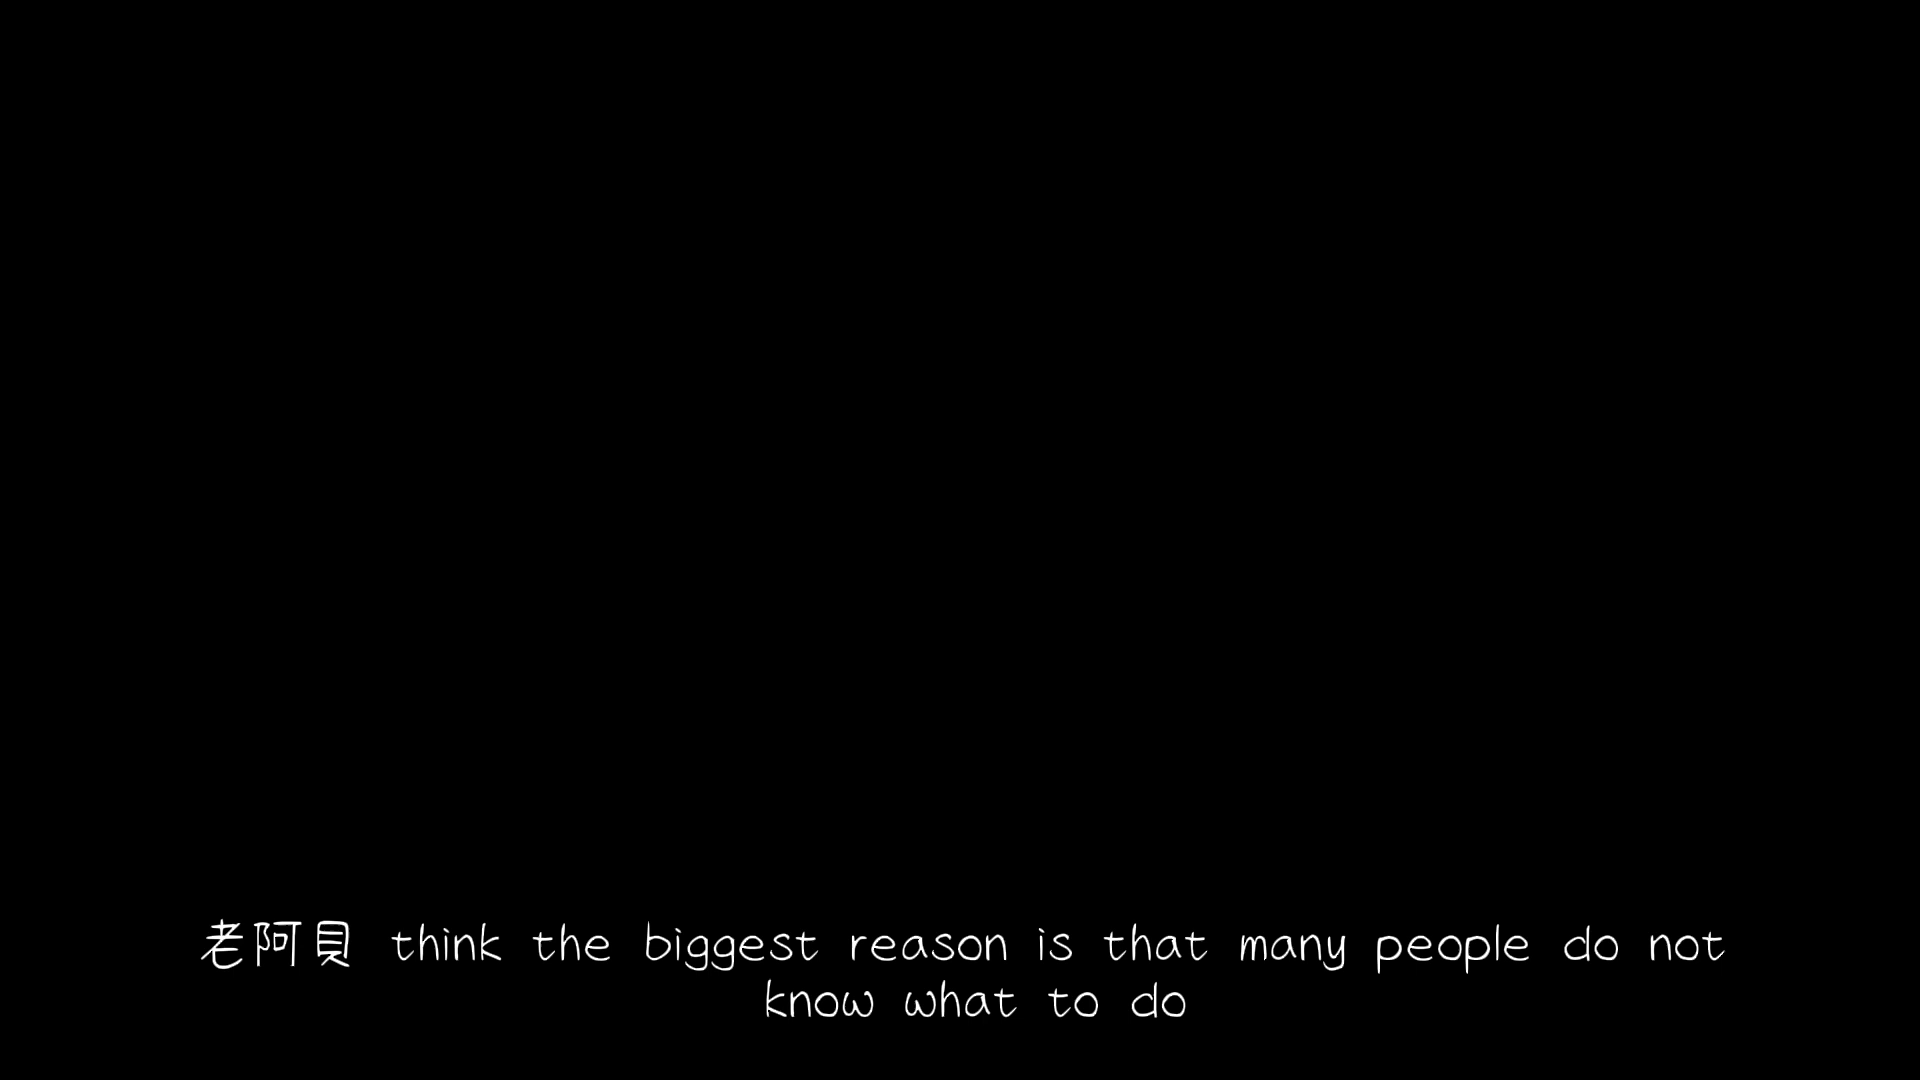 老阿貝 think the biggest reason is that many people do not
know what to do